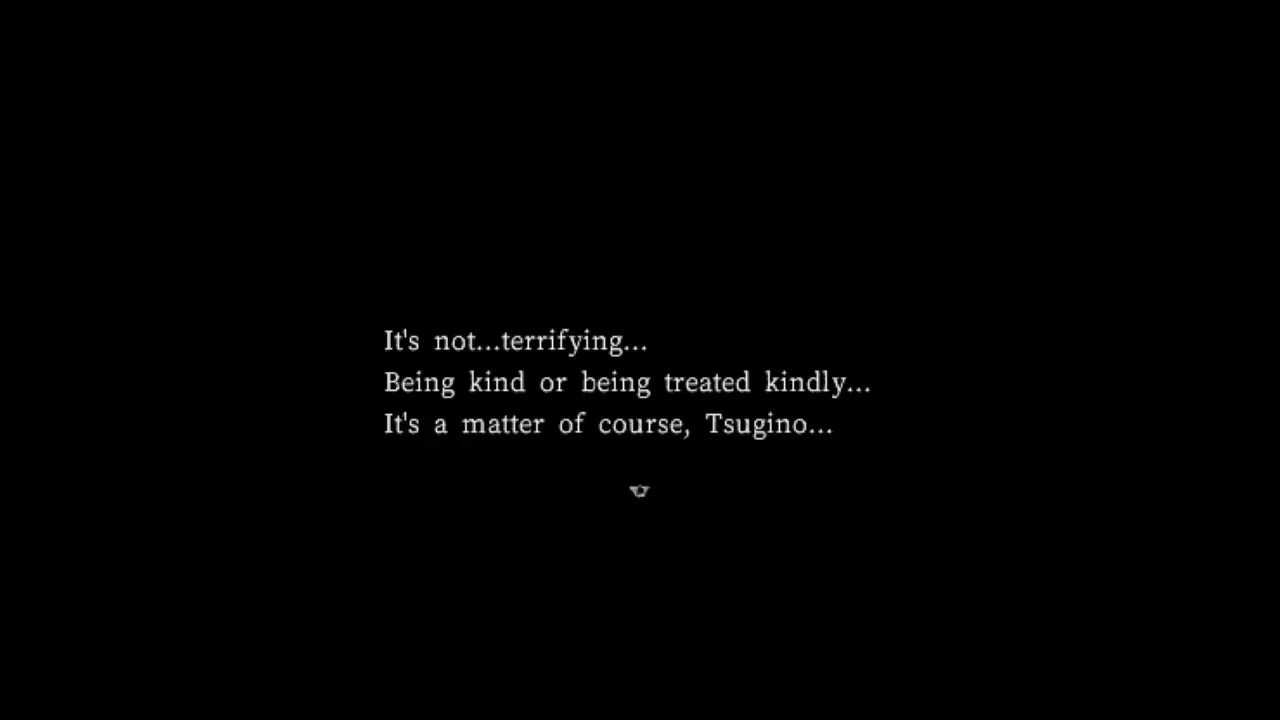 It's not...terrifying...
Being kind or being treated kindly...
It's a matter of course, Tsugino...